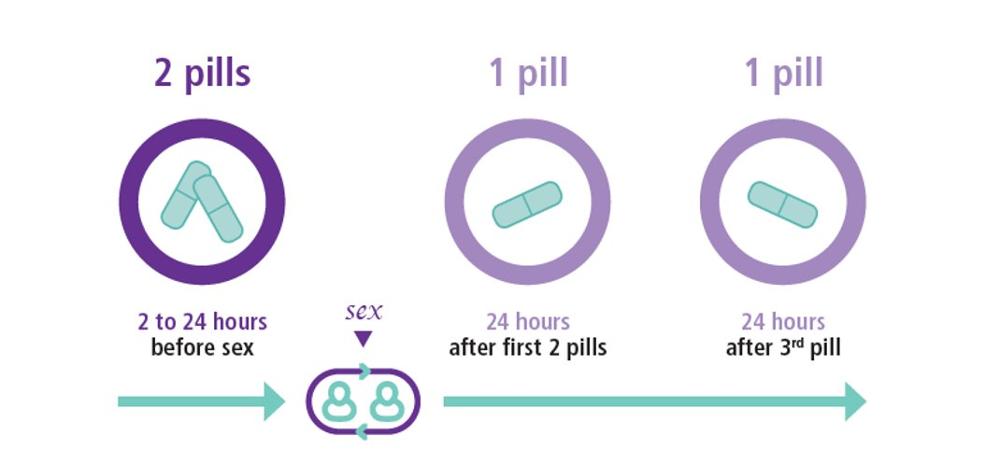 2 pills
1 pill
1 pill
2 to 24 hours
before sex
sex
24 hours
after first 2 pills
24 hours
after 3rd pill